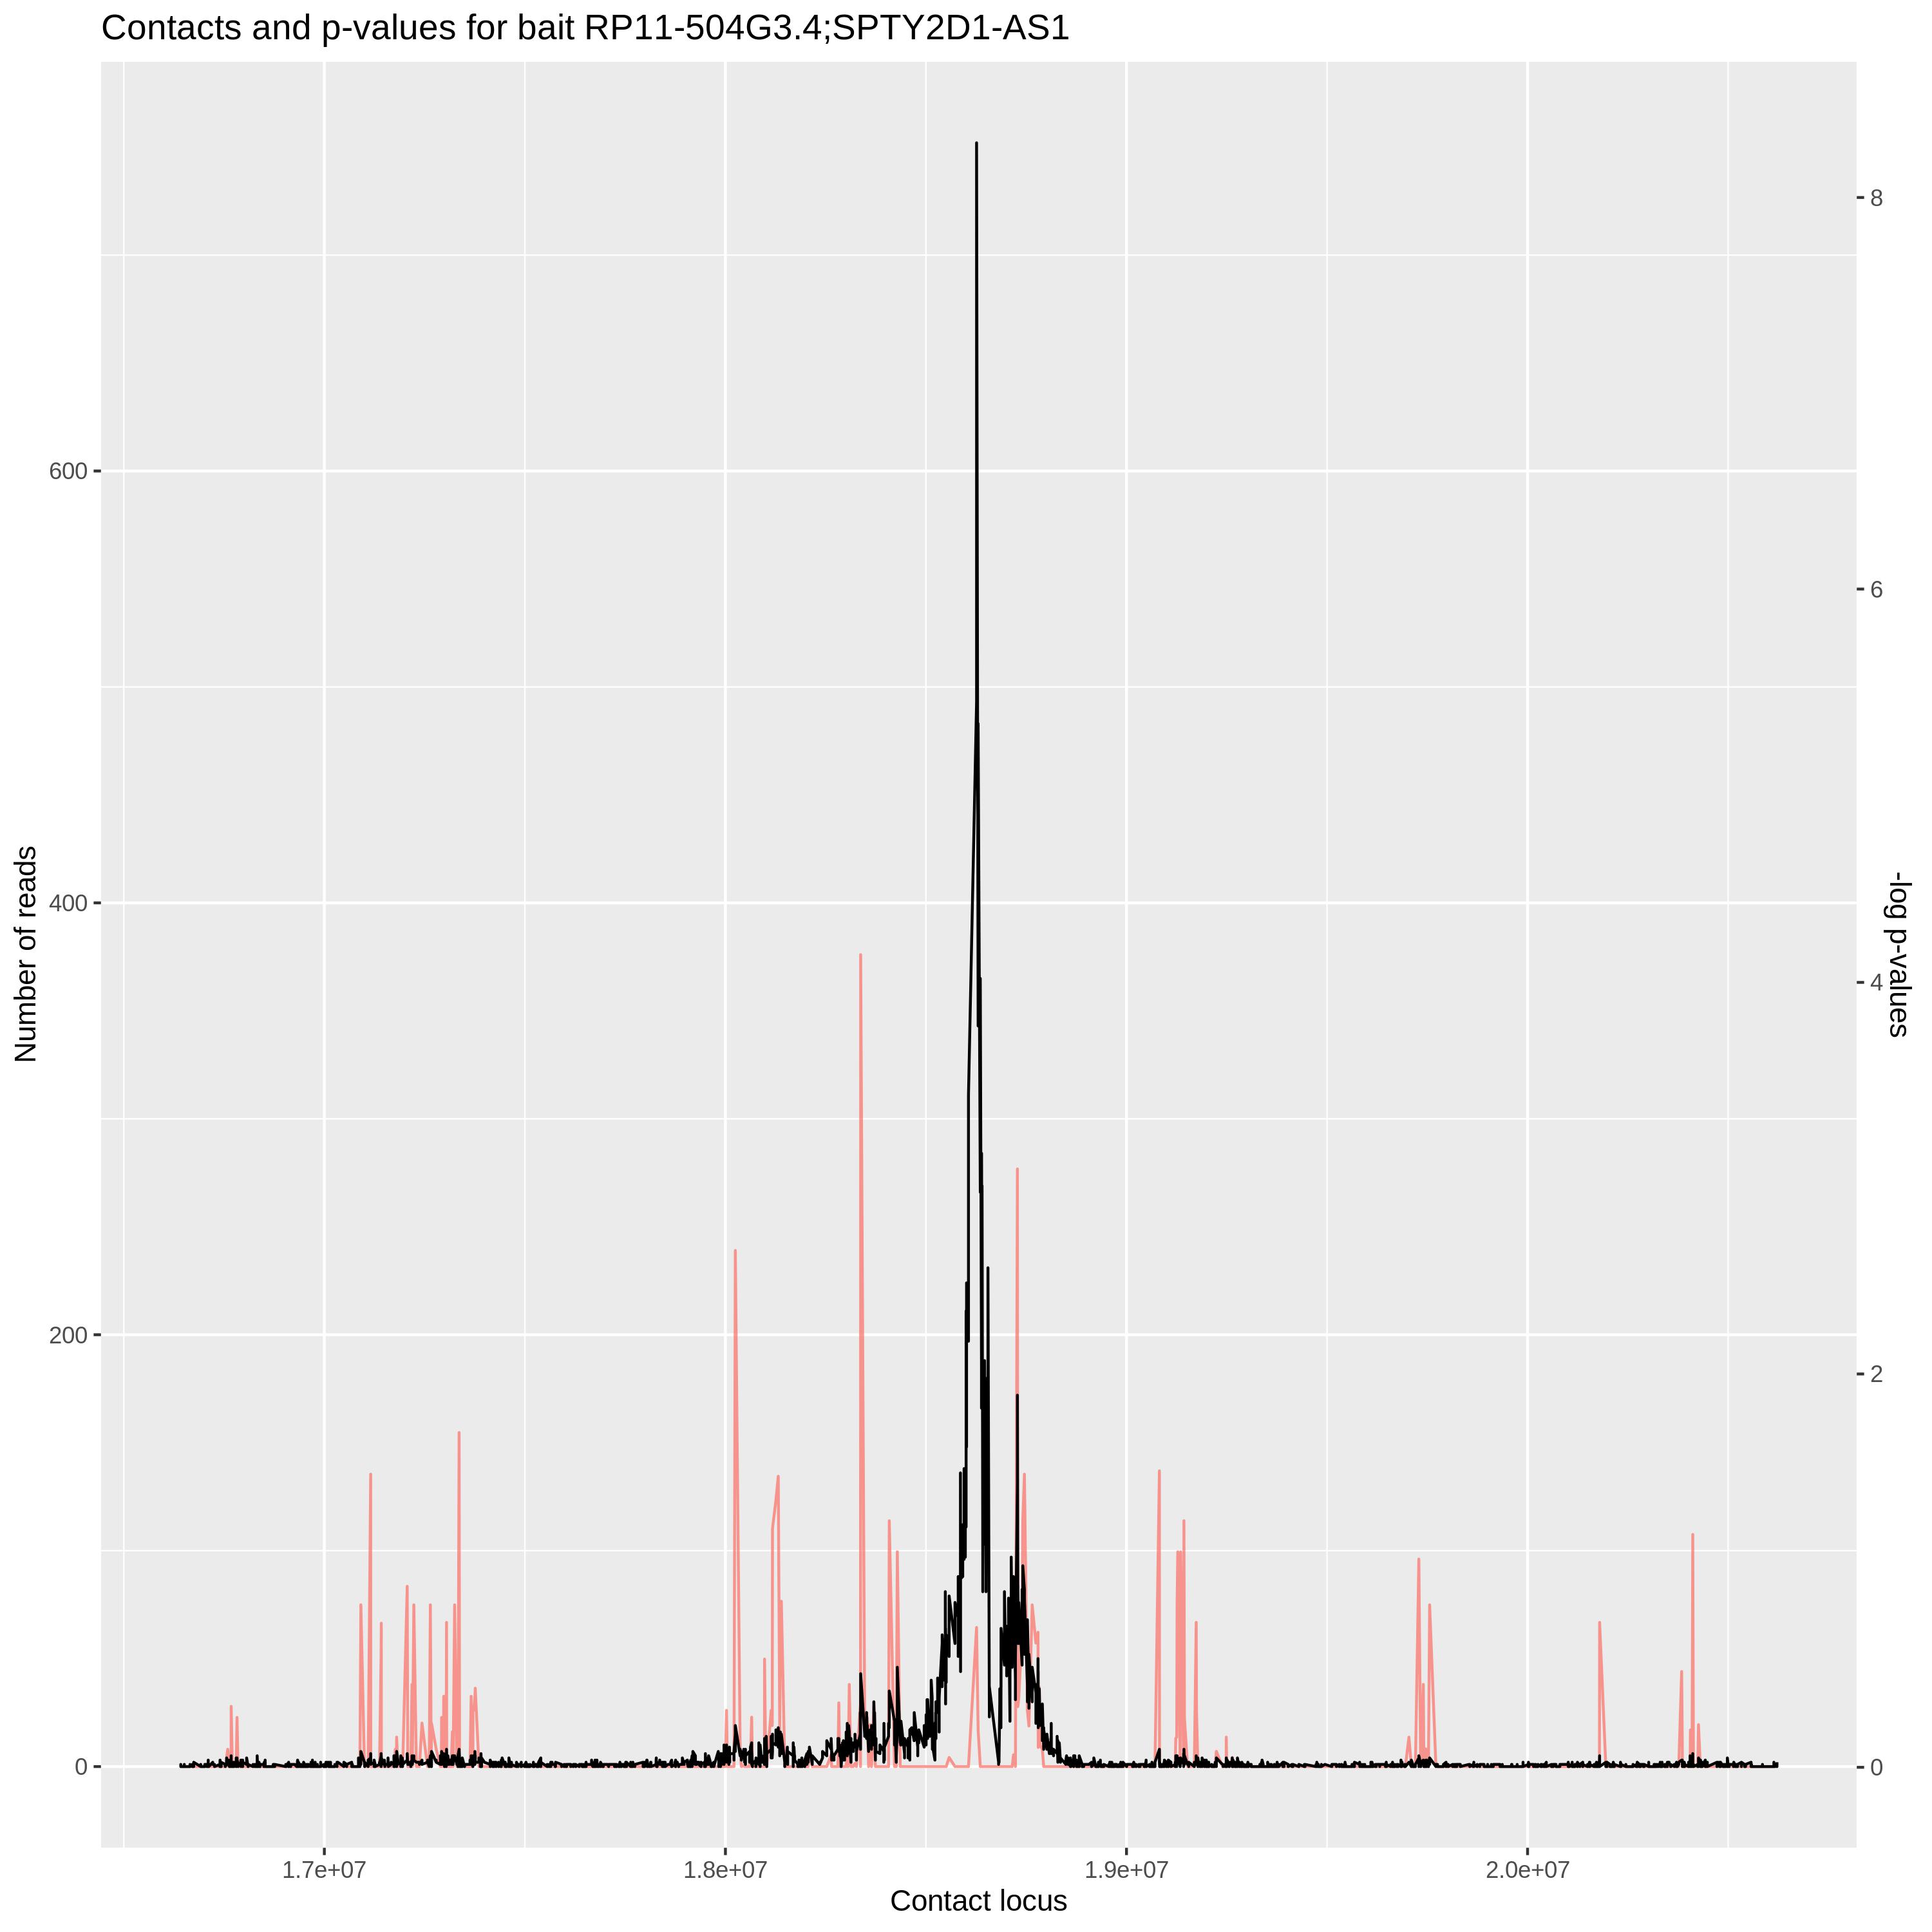 Contacts and p-values for bait RP11-504G3.4;SPTY2D1-AS1
8
600
6
400
4
Number of reads
-log p-values
200
2
0
0
1.7e+07 1.8e+07 1.9e+07 2.0e+07
Contact locus